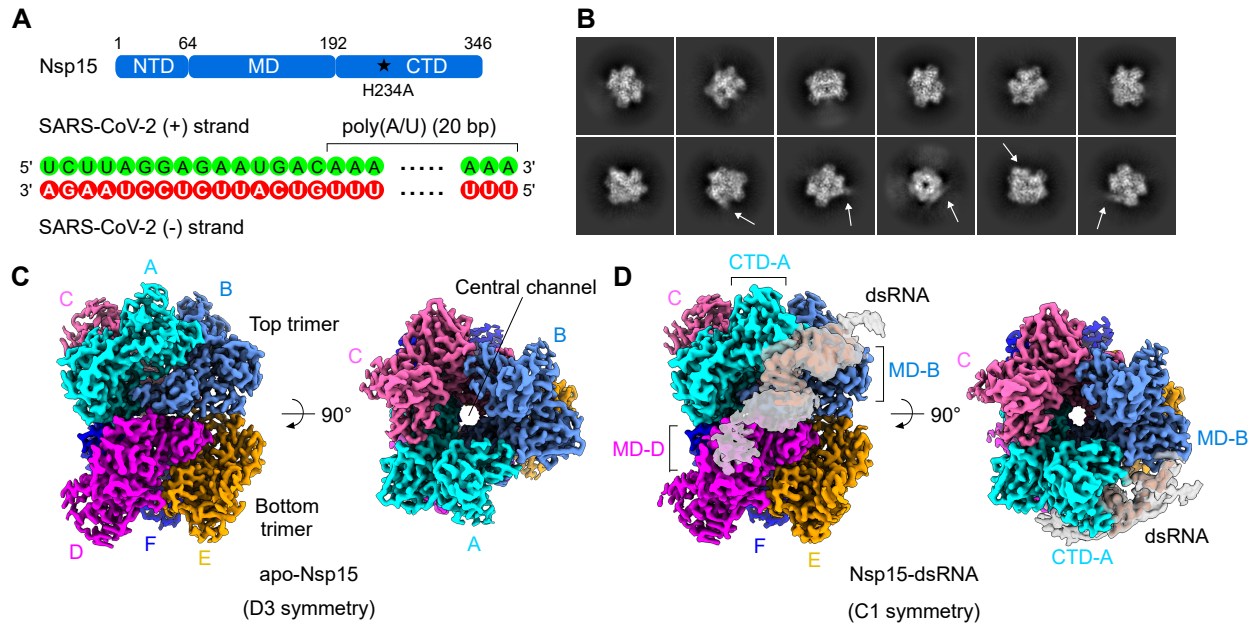 A
1 64 192 346
Nsp15 NTD MD ★ CTD
H234A
SARS-CoV-2 (+) strand poly(A/U) (20 bp)
5' UCUUAGGAGAAUGACAAA ..... AAA 3'
3' AGAAUCCUCUUACUGUUU ..... UUU 5'
SARS-CoV-2 (-) strand
B
C
A
C
B
Top trimer
90°
D
F
E
Bottom
trimer
Central channel
C
B
A
apo-Nsp15
(D3 symmetry)
D
CTD-A
C
dsRNA
MD-B
MD-D
90°
F
E
C
MD-B
dsRNA
CTD-A
Nsp15-dsRNA
(C1 symmetry)